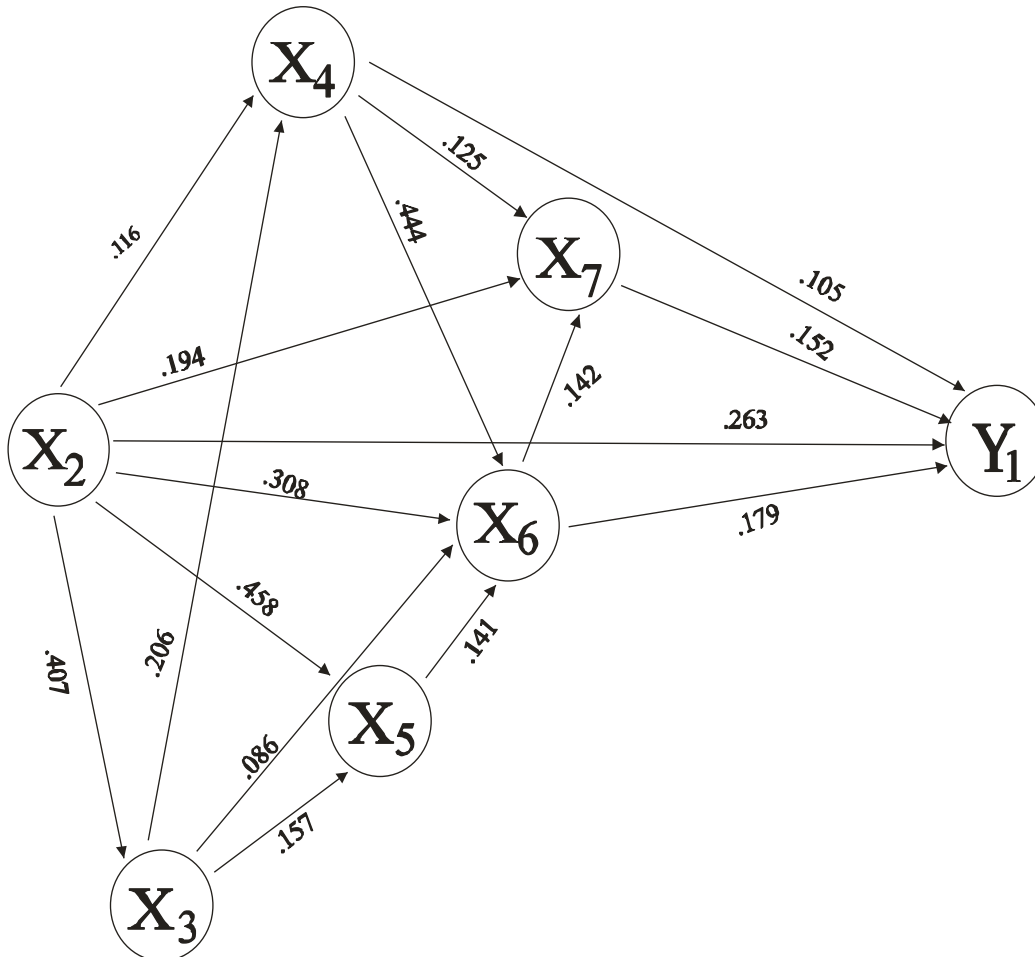 X4
.125
.444
.116
X7
.105
.152
.194
.142
.263
X2
Y1
.308
X6
.179
.458
.141
.206
.407
X5
.086
.157
X3